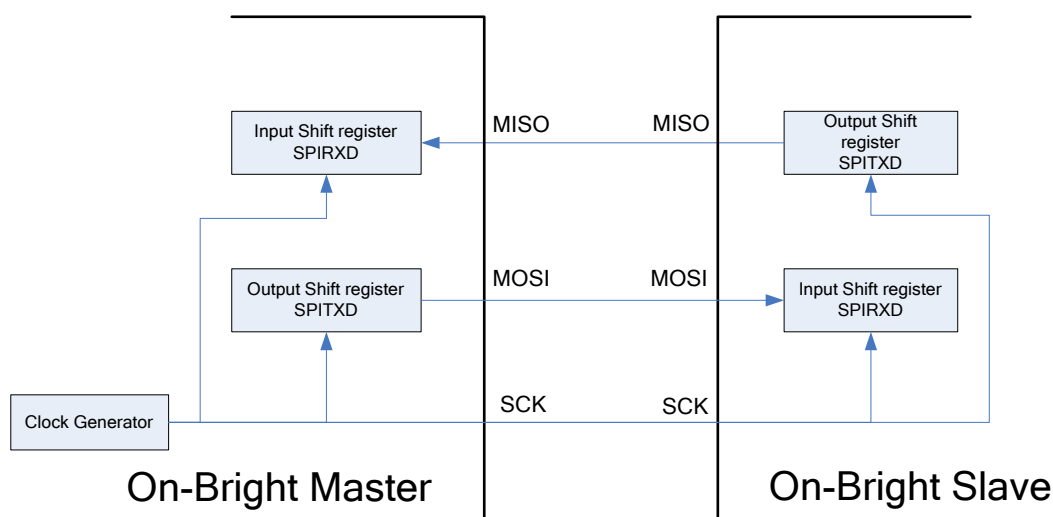 Input Shift register
SPIRXD
MISO
MISO
Output Shift
register
SPITXD
Output Shift register
SPITXD
MOSI
MOSI
Input Shift register
SPIRXD
Clock Generator
SCK
SCK
On-Bright Master
On-Bright Slave